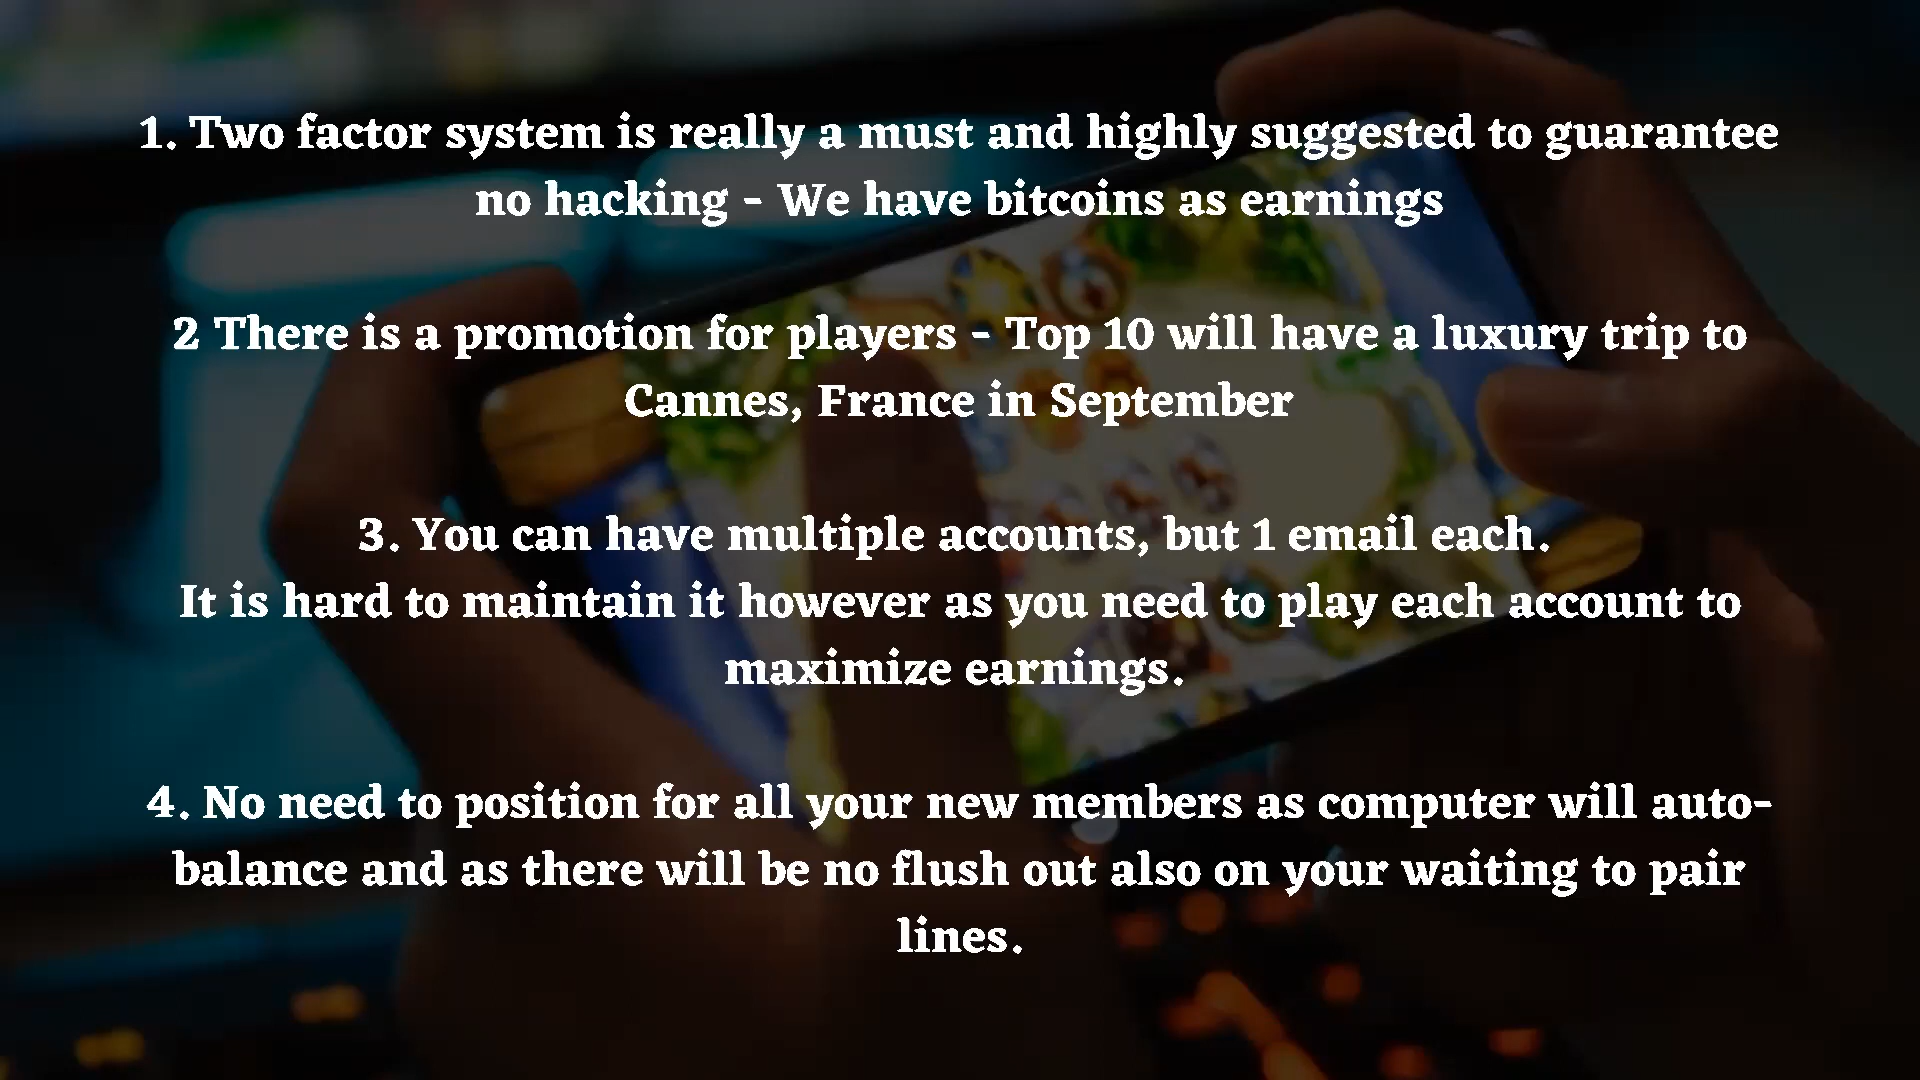 1. Two factor system is really a must and highly suggested to guarantee
no hacking - We have bitcoins as earnings
2 There is a promotion for players - Top 10 will have a luxury trip to
Cannes, France in September
3. You can have multiple accounts, but 1 email each.
It is hard to maintain it however as you need to play each account to
maximize earnings.
4. No need to position for all your new members as computer will auto-
balance and as there will be no flush out also on your waiting to pair
lines.